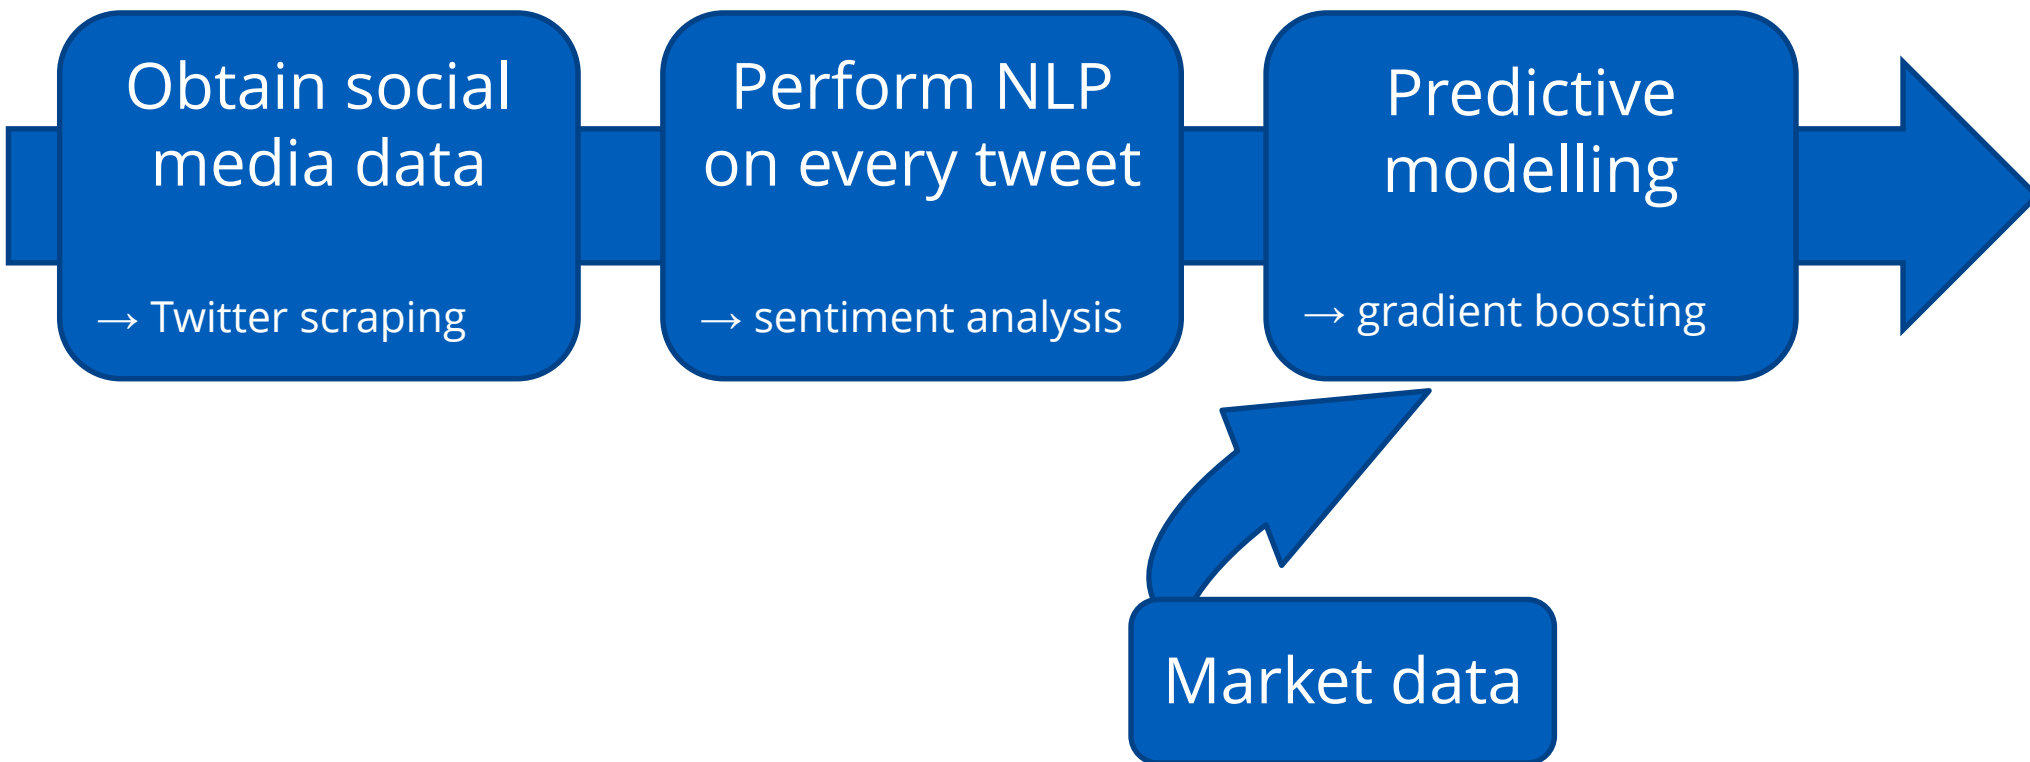 Obtain social
media data
→ Twitter scraping
Perform NLP
on every tweet
→ sentiment analysis
Predictive
modelling
→ gradient boosting
Market data